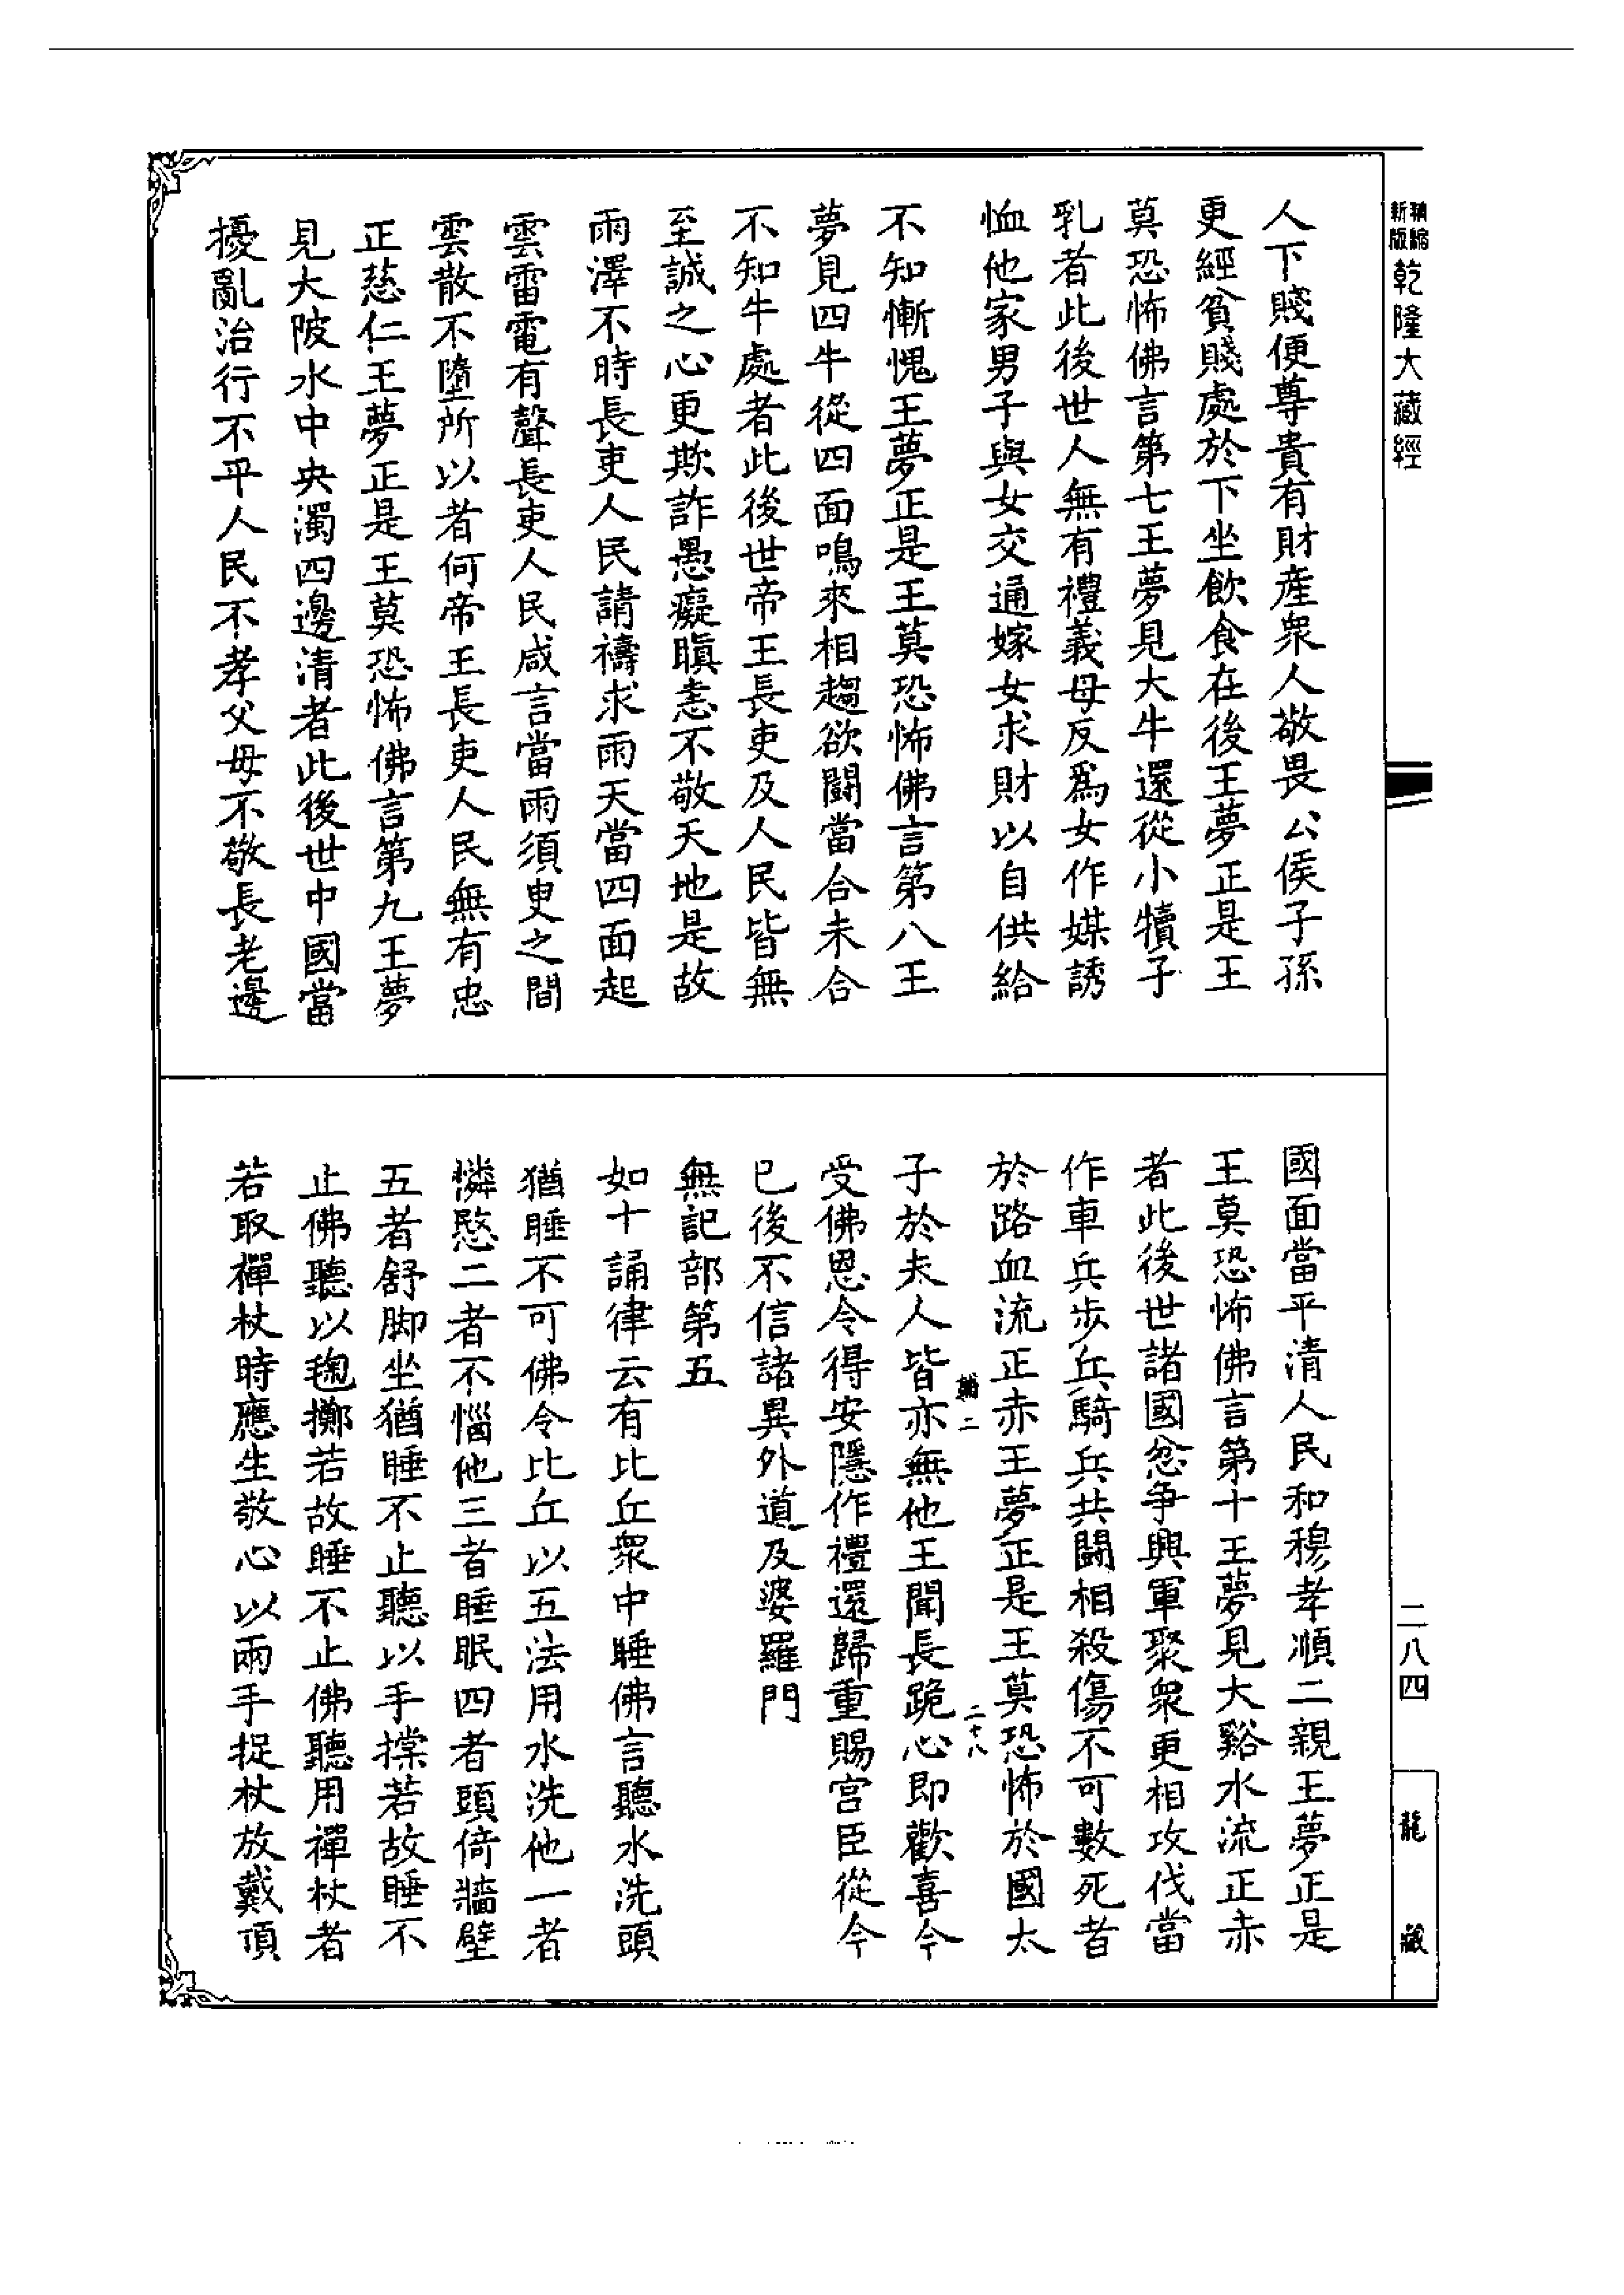 精縮新版乾隆大藏經
人下賤便尊貴有財産衆人敬畏公侯子孫
更經貧賤處於下坐飲食在後王夢正是王
莫恐怖佛言第七王夢見大牛還從小犢子
乳者此後世人無有禮義母反爲女作媒誘
恤他家男子與女交通嫁女求財以自供給
不知慚愧王夢正是王莫恐怖佛言第八王
夢見四牛從四面鳴來相趨欲鬪當合未合
不知牛處者此後世帝王長吏及人民皆無
至誠之心更欺詐愚癡瞋恚不敬天地是故
雨澤不時長吏人民請禱求雨天當四面起
雲雷電有聲長吏人民咸言當雨須臾之間
雲散不墮所以者何帝王長吏人民無有忠
正慈仁王夢正是王莫恐怖佛言第九王夢
見大陂水中央濁四邊清者此後世中國當
擾亂治行不平人民不孝父母不敬長老邊
國面當平清人民和穆孝順二親王夢正是
王莫恐怖佛言第十王夢見大谿水流正赤
者此後世諸國忿爭興軍聚衆更相攻伐當
作車兵步兵騎兵共鬪相殺傷不可數死者
於路血流正赤王夢正是王莫恐怖於國太
二 二十八
子於夫人皆亦無他王聞長跪心即歡喜今
受佛恩令得安隱作禮還歸重賜宫臣從今
已後不信諸異外道及婆羅門
無記部第五
如十誦律云有比丘衆中睡佛言聽水洗頭
猶睡不可佛令比丘以五法用水洗他一者
憐愍二者不惱他三者睡眠四者頭倚牆壁
五者舒脚坐猶睡不止聽以手擽若故睡不
止佛聽以毱擲若故睡不止佛聽用禪杖者
若取禪杖時應生敬心以兩手捉杖放戴頂
二八四
龍藏